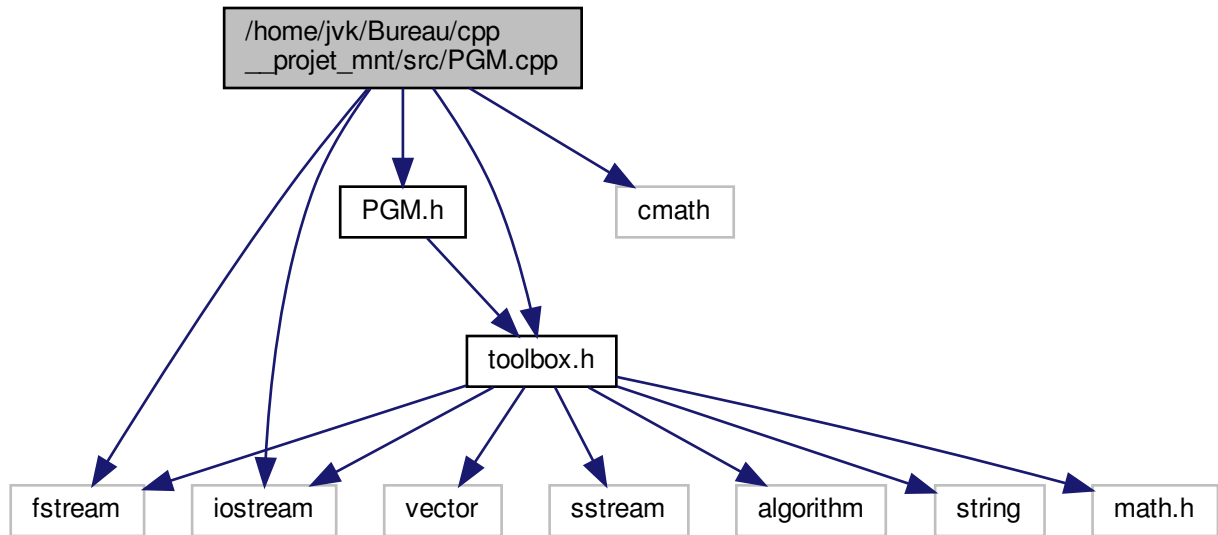 /home/jvk/Bureau/cpp
__projet_mnt/src/PGM.cpp
PGM.h
cmath
toolbox.h
fstream
iostream
vector
sstream
algorithm
string
math.h